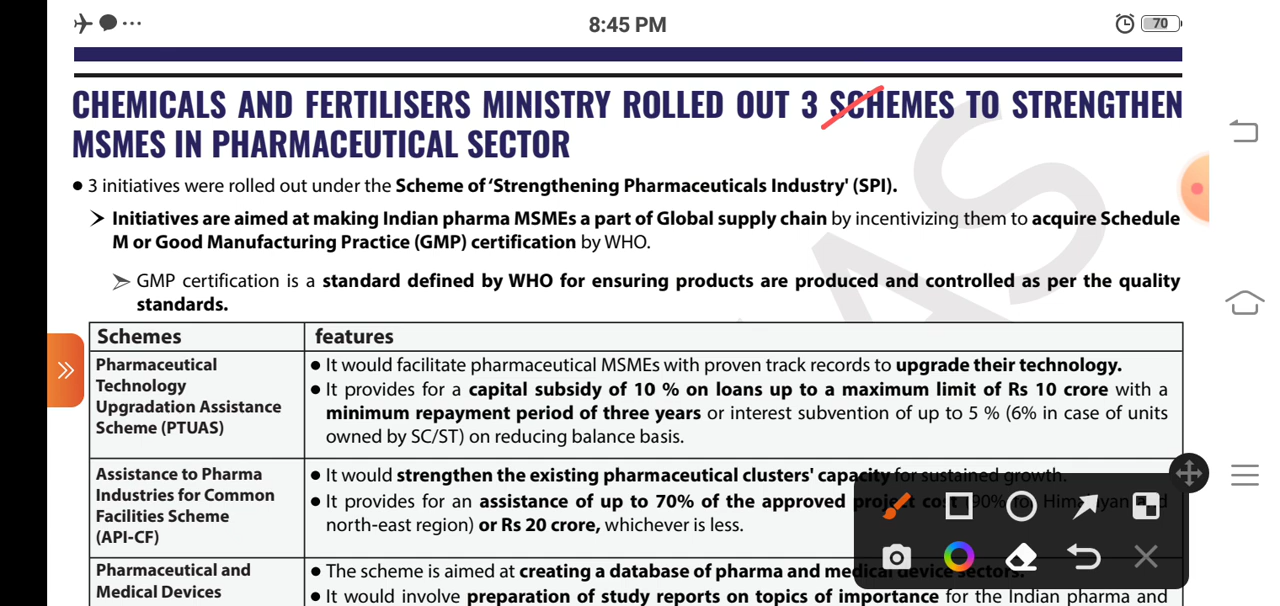 8:45 PM
70
CHEMICALS AND FERTILISERS MINISTRY ROLLED OUT 3 SCHEMES TO STRENGTHEN
MSMES IN PHARMACEUTICAL SECTOR
● 3 initiatives were rolled out under the Scheme of ‘Strengthening Pharmaceuticals Industry' (SPI).
➤ Initiatives are aimed at making Indian pharma MSMEs a part of Global supply chain by incentivizing them to acquire Schedule
M or Good Manufacturing Practice (GMP) certification by WHO.
➤ GMP certification is a standard defined by WHO for ensuring products are produced and controlled as per the quality
standards.
Schemes features
Pharmaceutical
Technology
Upgradation Assistance
Scheme (PTUAS)
● It would facilitate pharmaceutical MSMEs with proven track records to upgrade their technology.
● It provides for a capital subsidy of 10 % on loans up to a maximum limit of Rs 10 crore with a
minimum repayment period of three years or interest subvention of up to 5 % (6% in case of units
owned by SC/ST) on reducing balance basis.
Assistance to Pharma
Industries for Common
Facilities Scheme
(API-CF)
● It would strengthen the existing pharmaceutical clusters' capacity for sustained growth.
● It provides for an assistance of up to 70% of the approved project cost (90% for Himalayan and
north-east region) or Rs 20 crore, whichever is less.
Pharmaceutical and
Medical Devices
● The scheme is aimed at creating a database of pharma and medical device sectors.
● It would involve preparation of study reports on topics of importance for the Indian pharma and